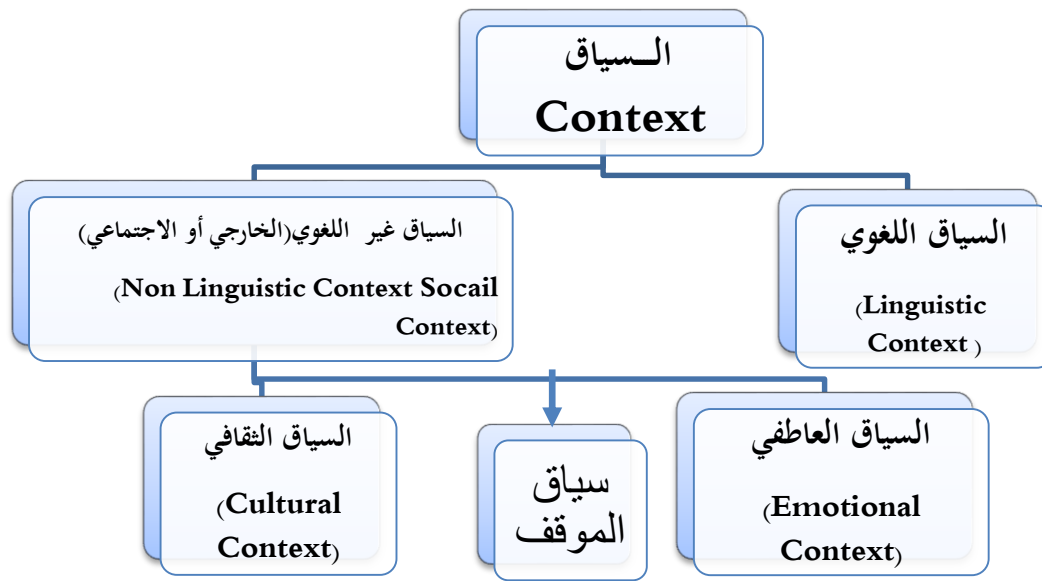 الـسياق
Context
السياق اللغوي
(Linguistic
Context )
السياق غير اللغوي(الخارجي أو الاجتماعي)
(Non Linguistic Context Socail
Context)
السياق العاطفي
(Emotional
Context)
سياق
الموقف
السياق الثقافي
(Cultural
Context)